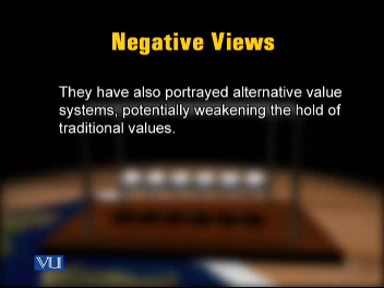 Negative Views
They have also portrayed alternative value
systems, potentially weakening the hold of
traditional values.
VU